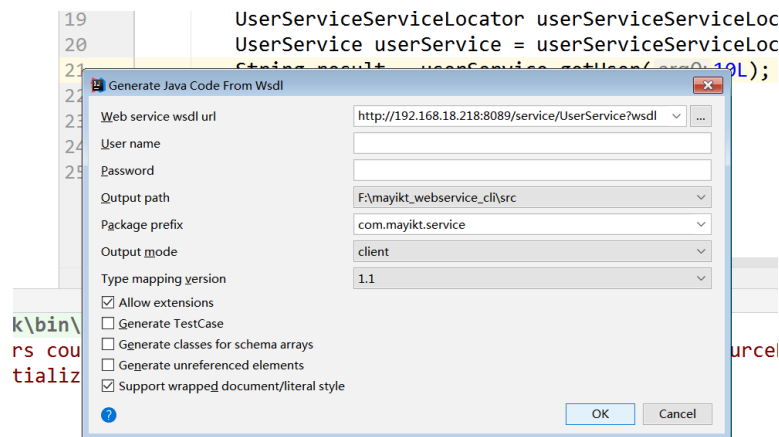 19 UserServiceServiceLocator userServiceServiceLoc
20 UserService userService = userServiceServiceLoc
21 String result userService.getUser( arg0: 10L);
Generate Java Code From Wsdl
22
Web service wsdl url http://192.168.18.218:8089/service/UserService?wsdl ...
23
User name
24
Password
25
Output path F:\mayikt_webservice_cli\src
Package prefix com.mayikt.service
Output mode client
Type mapping version 1.1
Allow extensions
k\bin\ Generate TestCase
rs cou Generate classes for schema arrays
Generate unreferenced elements
tializ Support wrapped document/literal style
? OK Cancel